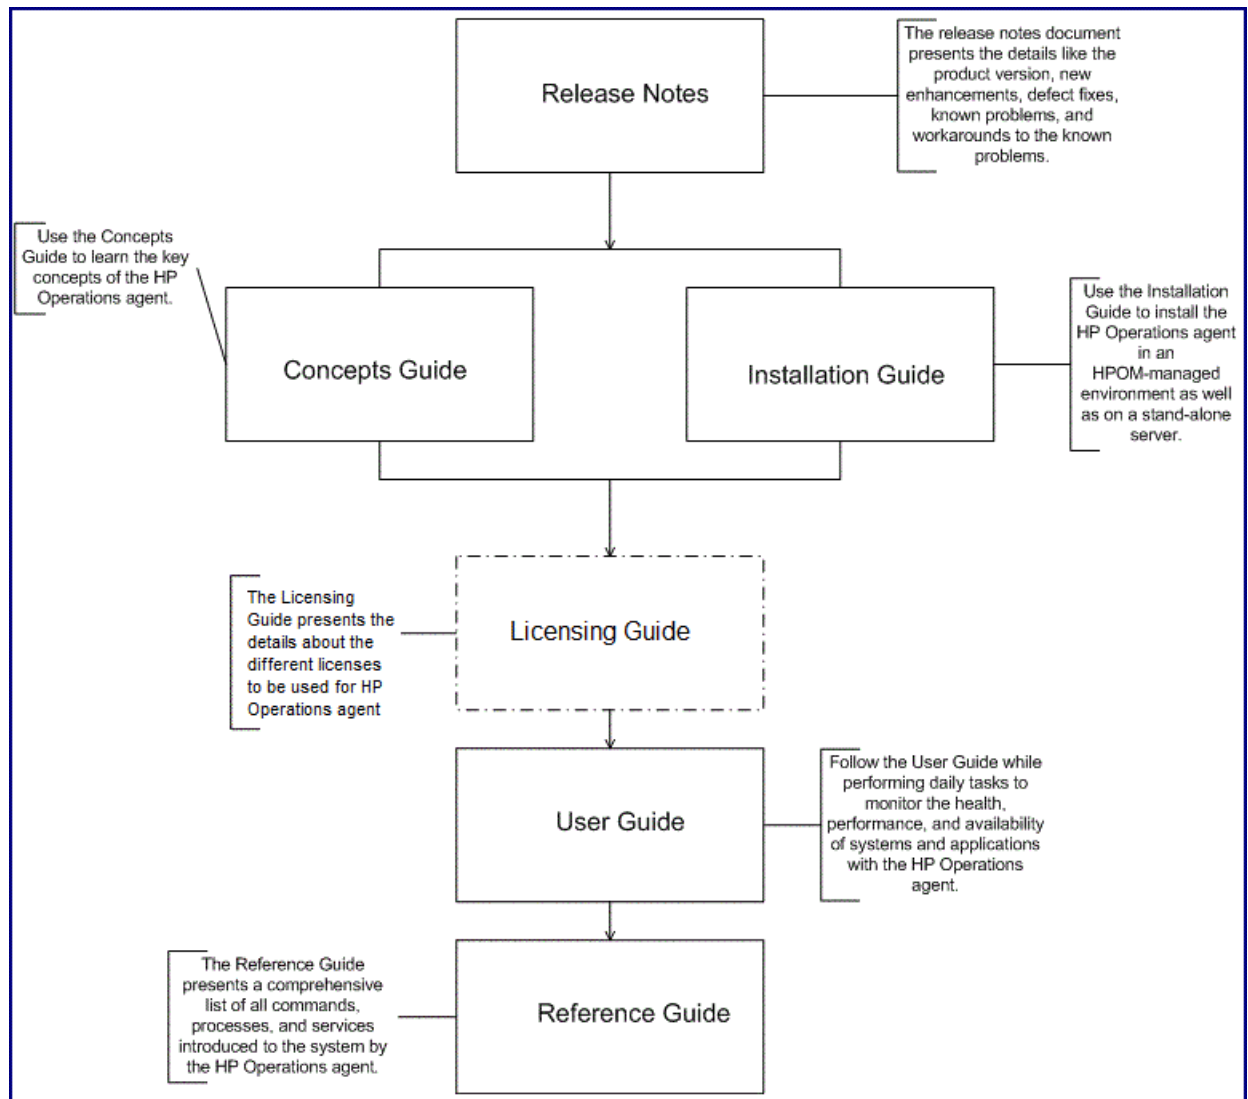 Release Notes
The release notes document
presents the details like the
product version, new
enhancements, defect fixes,
known problems, and
workarounds to the known
problems.
Use the Concepts
Guide to learn the key
concepts of the HP
Operations agent.
Concepts Guide
Installation Guide
Use the Installation
Guide to install the
HP Operations agent
in an
HPOM-managed
environment as well
as on a stand-alone
server.
The Licensing
Guide presents the
details about the
different licenses
to be used for HP
Operations agent
Licensing Guide
User Guide
Follow the User Guide while
performing daily tasks to
monitor the health,
performance, and availability
of systems and applications
with the HP Operations
agent.
The Reference Guide
presents a comprehensive
list of all commands,
processes, and services
introduced to the system by
the HP Operations agent.
Reference Guide